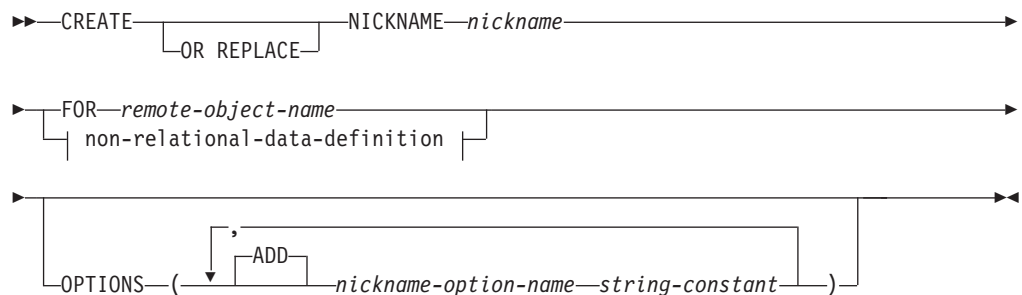 CREATE NICKNAME nickname
OR REPLACE
FOR remote-object-name
non-relational-data-definition
,
ADD
OPTIONS ( nickname-option-name string-constant )